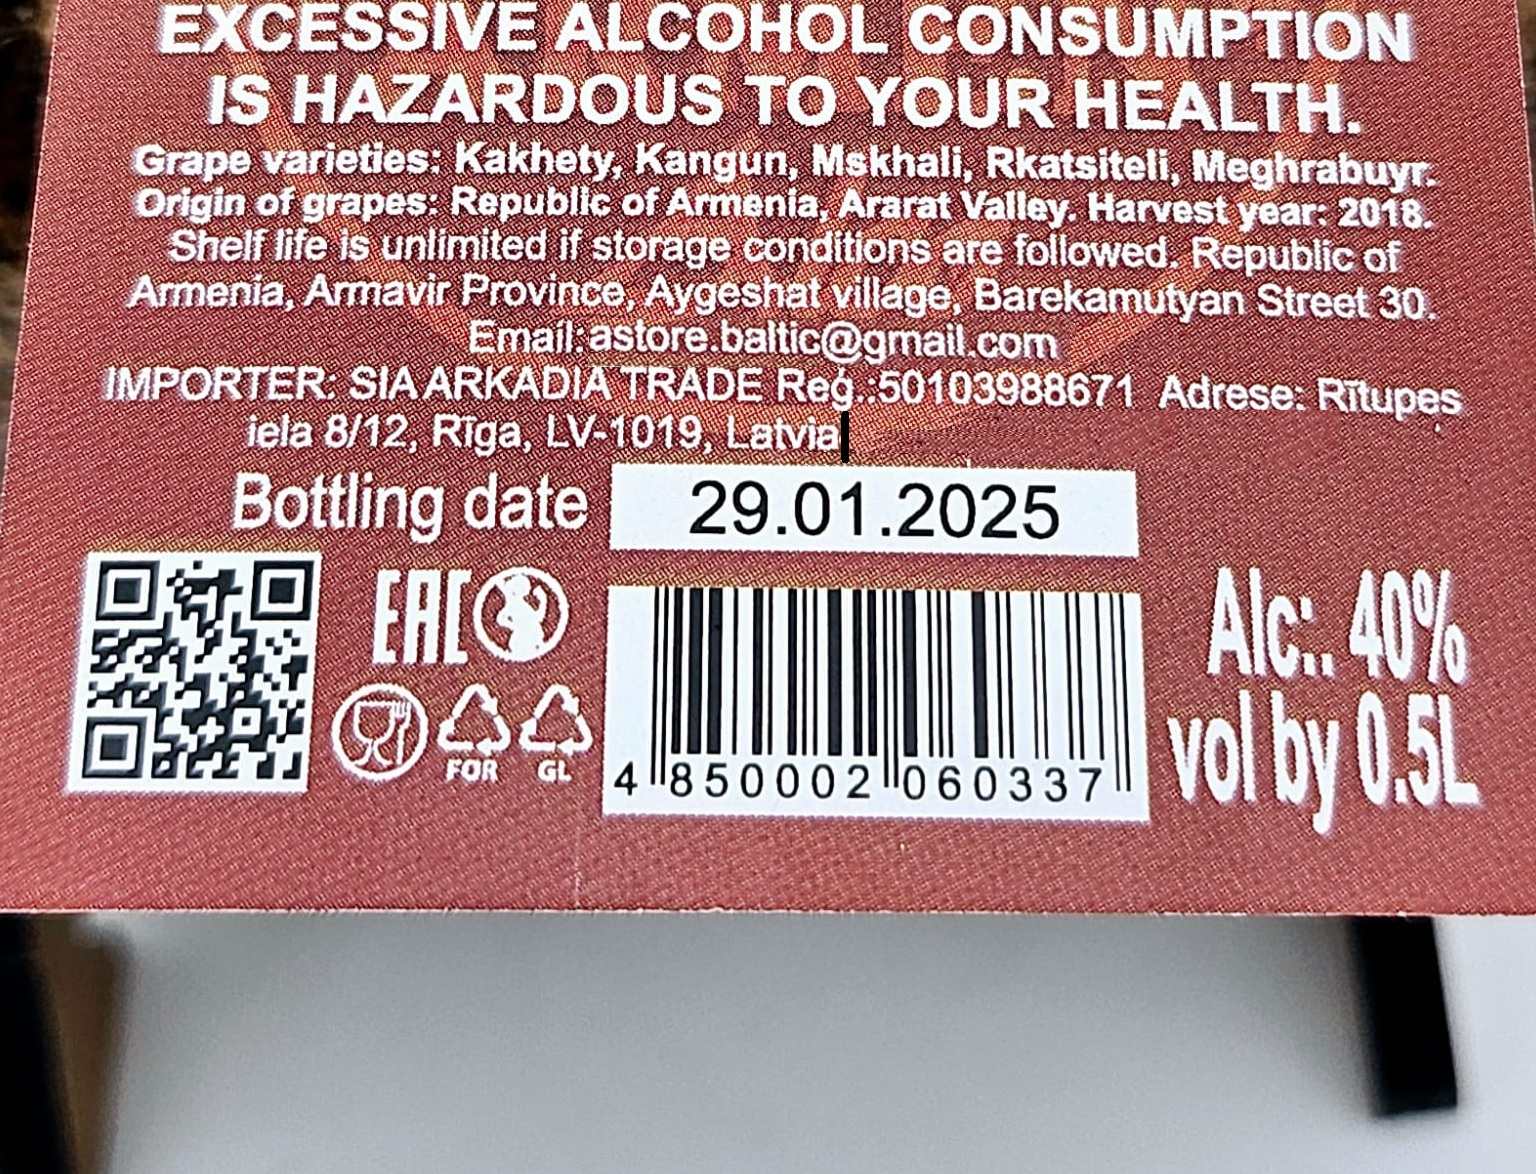 EXCESSIVE ALCOHOL CONSUMPTION
IS HAZARDOUS TO YOUR HEALTH.
Grape varieties: Kakhety, Kangun, Mskhali, Rkatsiteli, Meghrabuyr.
Origin of grapes: Republic of Armenia, Ararat Valley. Harvest year: 2018.
Shelf life is unlimited if storage conditions are followed. Republic of
Armenia, Armavir Province, Aygeshat village, Barekamutyan Street 30.
Email:astore.baltic@gmail.com
IMPORTER: SIA ARKADIA TRADE Reģ.:50103988671 Adrese: Rītupes
iela 8/12, Rīga, LV-1019, Latvia
Bottling date 29.01.2025
EAC
FOR GL
4 850002 060337
Alc:. 40%
vol by 0.5L